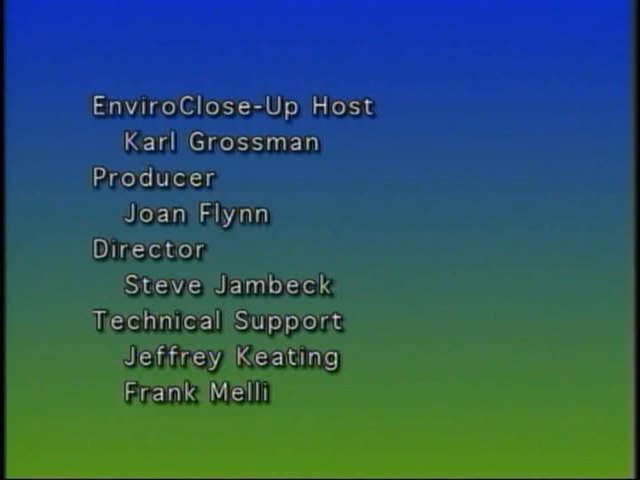 EnviroClose-Up Host
Karl Grossman
Producer
Joan Flynn
Director
Steve Jambeck
Technical Support
Jeffrey Keating
Frank Melli